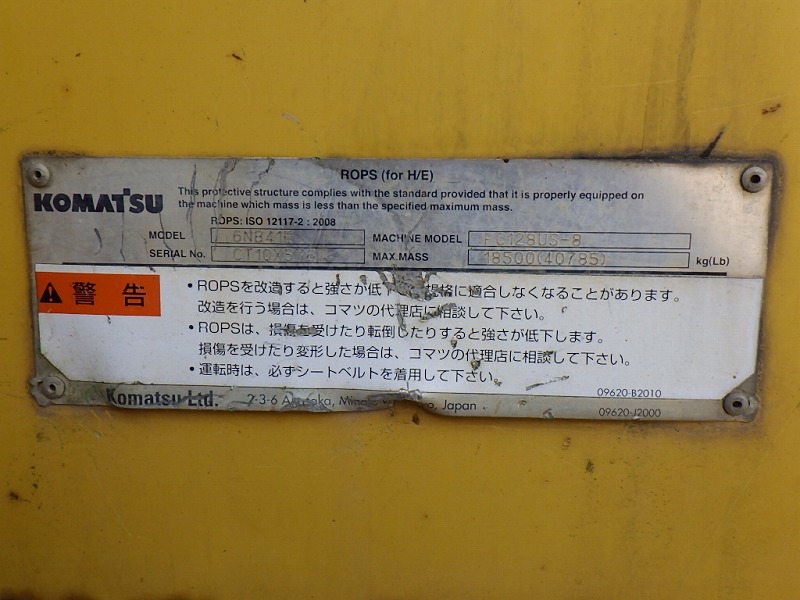 ROPS (for H/E)
KOMATSU
This protective structure complies with the standard provided that it is properly equipped on
the machine which mass is less than the specified maximum mass.
ROPS: ISO 12117-2 : 2008
MODEL MACHINE MODEL PC128US-8
SERIAL No. MAX.MASS 18500(40785) kg(Lb)
警告
・ROPSを改造すると強さが低 規格に適合しなくなることがあります。
改造を行う場合は、コマツの代理店に相談して下さい。
・ROPSは、損傷を受けたり転倒したりすると強さが低下します。
損傷を受けたり変形した場合は、コマツの代理店に相談して下さい。
・運転時は、必ずシートベルトを着用して下さい。
09620-B2010
Komatsu Ltd. 2-3-6 Japan
09620-J2000